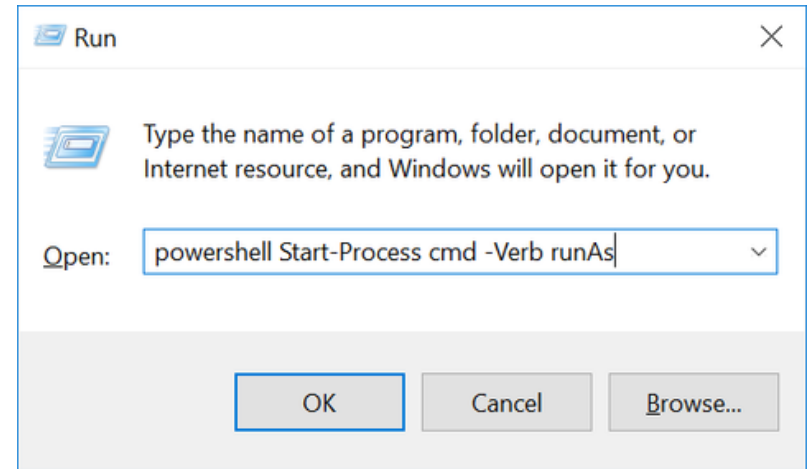 Run
Type the name of a program, folder, document, or
Internet resource, and Windows will open it for you.
Open: powershell Start-Process cmd -Verb runAs
OK Cancel Browse...